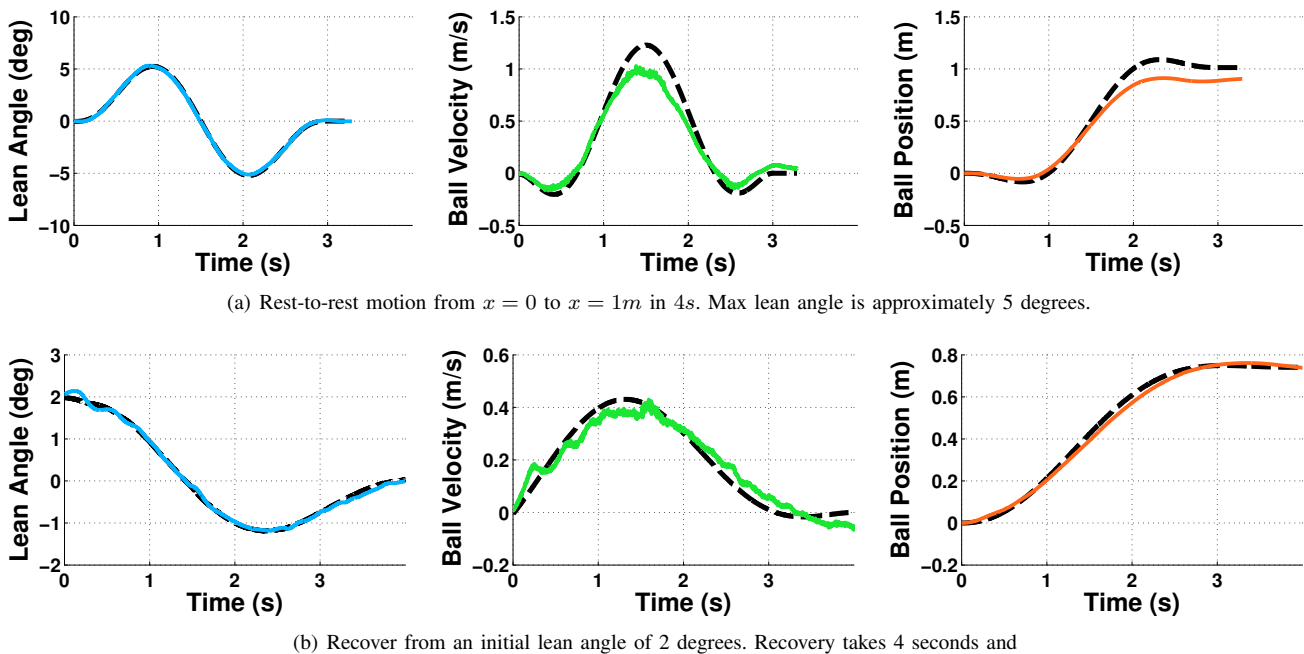 10
5
0
−5
−10
0 1 2 3
Lean Angle (deg)
Time (s)
1.5
1
0.5
0
−0.5
0 1 2 3
Ball Velocity (m/s)
Time (s)
1.5
1
0.5
0
−0.5
0 1 2 3
Ball Position (m)
Time (s)
(a) Rest-to-rest motion from x = 0 to x = 1m in 4s. Max lean angle is approximately 5 degrees.
3
2
1
0
−1
−2
0 1 2 3
Lean Angle (deg)
Time (s)
0.6
0.4
0.2
0
−0.2
0 1 2 3
Ball Velocity (m/s)
Time (s)
0.8
0.6
0.4
0.2
0
−0.2
0 1 2 3
Ball Position (m)
Time (s)
(b) Recover from an initial lean angle of 2 degrees. Recovery takes 4 seconds and